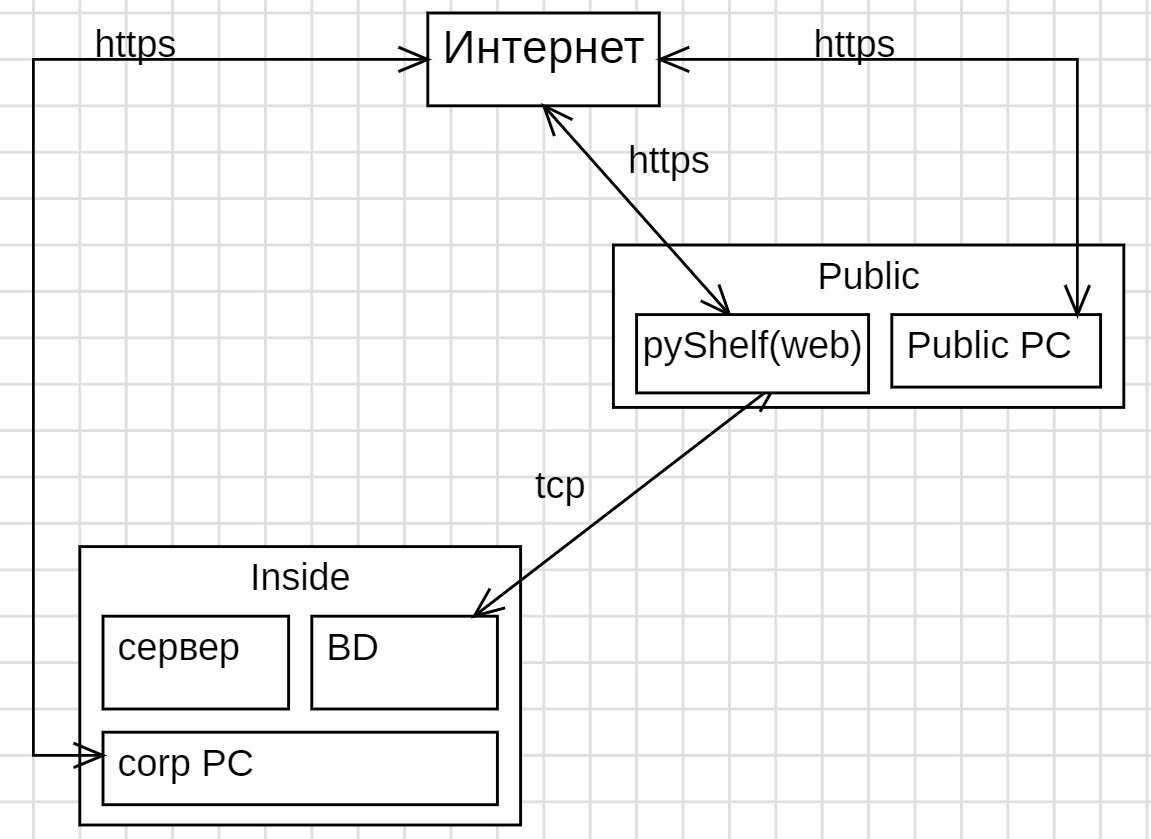 https
Интернет
https
https
Public
pyShelf(web)
Public PC
tcp
Inside
сервер
BD
corp PC